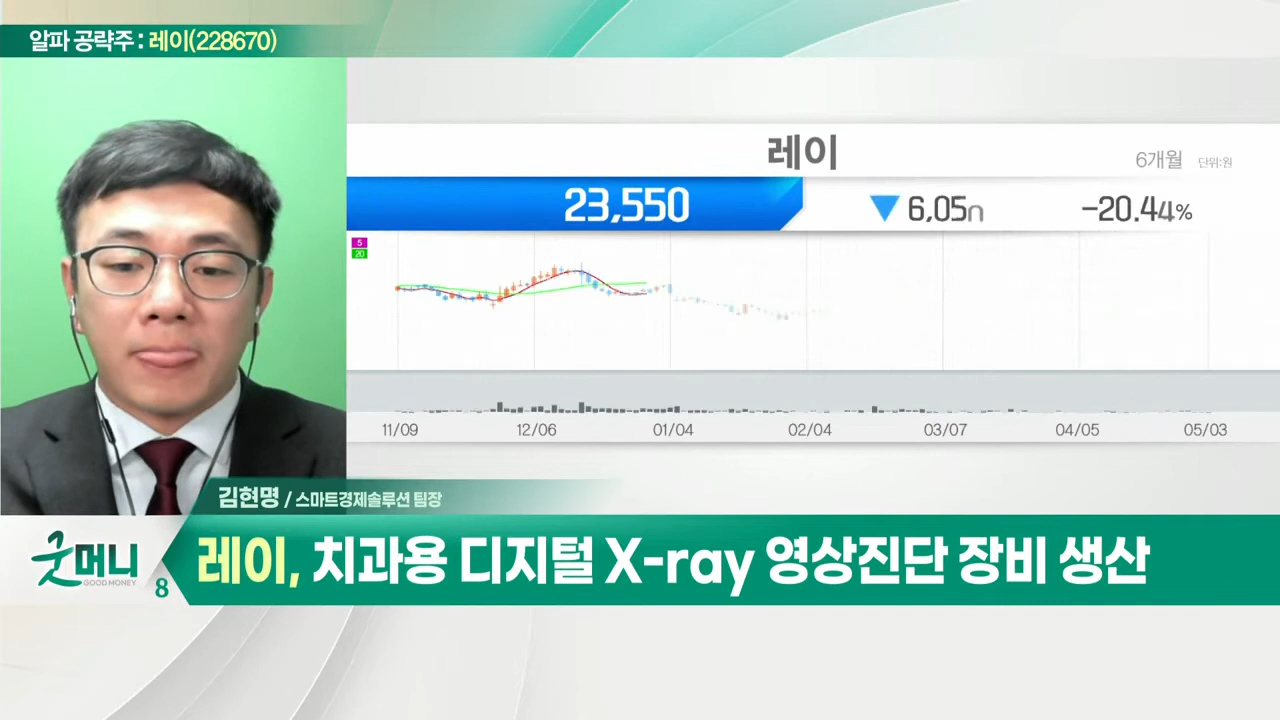 알파 공략주 : 레이(228670)
레이
6개월 단위:원
23,550 ▼ 6,05 -20.44%
5
20
11/09 12/06 01/04 02/04 03/07 04/05 05/03
김현명 / 스마트경제솔루션 팀장
굿머니
GOOD MONEY
8
레이, 치과용 디지털 X-ray 영상진단 장비 생산